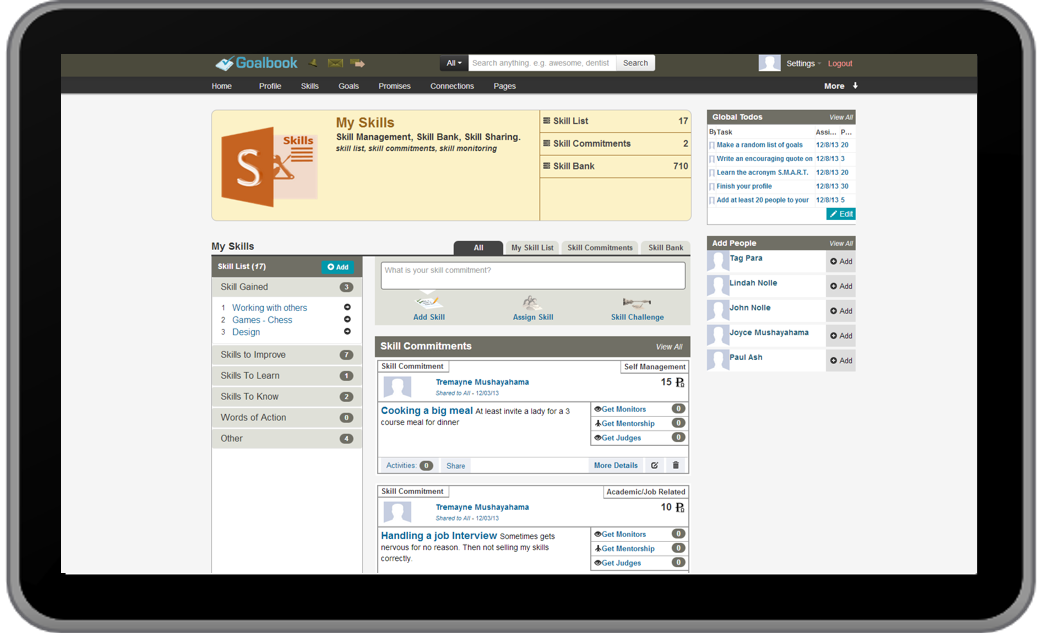 Goalbook
All
Search anything. e.g. awesome, dentist
Search
Settings
Logout
Home Profile Skills Goals Promises Connections Pages More
Skills
S
My Skills
Skill Management, Skill Bank, Skill Sharing.
skill list, skill commitments, skill monitoring
Skill List 17
Skill Commitments 2
Skill Bank 710
Global Todos View All
By Task Assi... P...
Make a random list of goals 12/8/13 20
Write an encouraging quote on 12/8/13 3
Learn the acronym S.M.A.R.T. 12/8/13 20
Finish your profile 12/8/13 30
Add at least 20 people to your 12/8/13 5
Edit
Add People View All
Tag Para Add
Lindah Nolle Add
John Nolle Add
Joyce Mushayahama Add
Paul Ash Add
My Skills
All My Skill List Skill Commitments Skill Bank
Skill List (17) Add
Skill Gained 3
1 Working with others
2 Games - Chess
3 Design
Skills to Improve 7
Skills To Learn 1
Skills To Know 2
Words of Action 0
Other 4
What is your skill commitment?
Add Skill Assign Skill Skill Challenge
Skill Commitments View All
Skill Commitment Self Management
Tremayne Mushayahama 15
Shared to All - 12/03/13
Cooking a big meal At least invite a lady for a 3
course meal for dinner
Get Monitors 0
Get Mentorship 0
Get Judges 0
Activities: 0 Share More Details
Skill Commitment Academic/Job Related
Tremayne Mushayahama 10
Shared to All - 12/03/13
Handling a job Interview Sometimes gets
nervous for no reason. Then not selling my skills
correctly.
Get Monitors 0
Get Mentorship 0
Get Judges 0